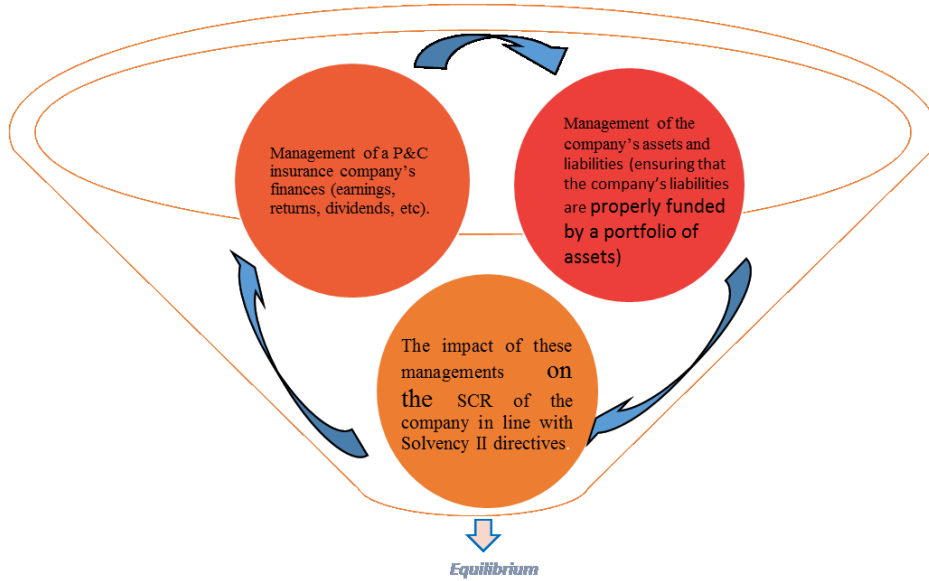 Management of a P&C
insurance company's
finances (earnings,
returns, dividends, etc).
Management of the
company's assets and
liabilities (ensuring that
the company's liabilities
are properly funded
by a portfolio of
assets)
The impact of these
managements on
the SCR of the
company in line with
Solvency II directives.
Equilibrium